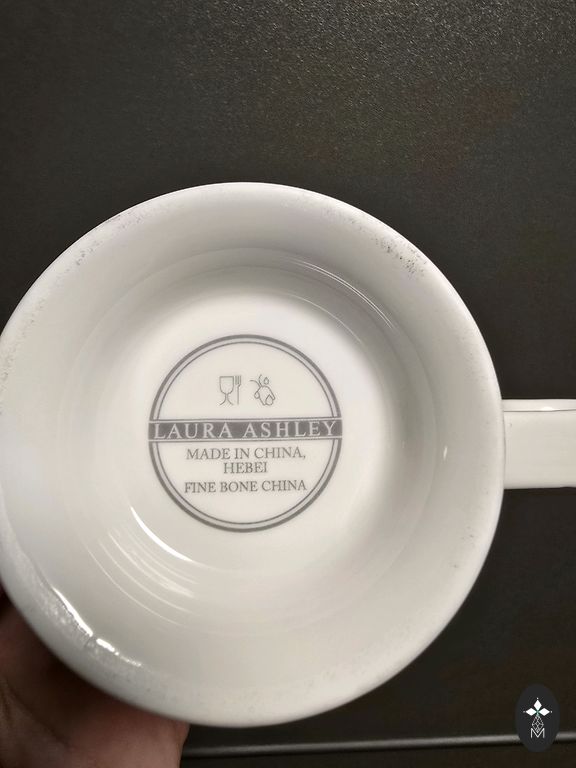 LAURA ASHLEY
MADE IN CHINA,
HEBEI
FINE BONE CHINA
M